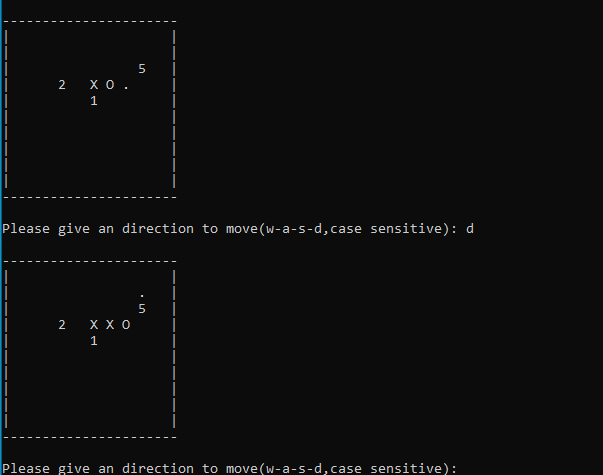 ----------------------
|                    |
|                    |
|                5   |
|      2   X O .     |
|          1         |
|                    |
|                    |
|                    |
|                    |
|                    |
----------------------
Please give an direction to move(w-a-s-d,case sensitive): d
----------------------
|                    |
|                .   |
|                5   |
|      2   X X O     |
|          1         |
|                    |
|                    |
|                    |
|                    |
|                    |
----------------------
Please give an direction to move(w-a-s-d,case sensitive):